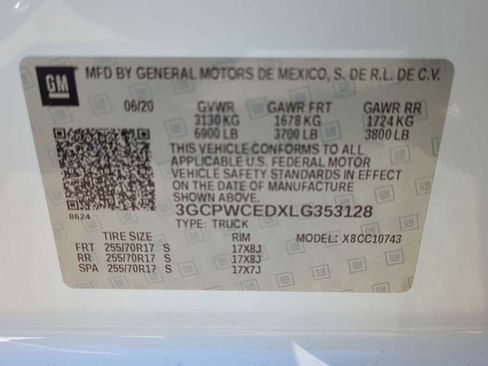 GM
MFD BY GENERAL MOTORS DE MEXICO, S. DE R.L. DE C.V.
06/20 GVWR GAWR FRT GAWR RR
3130 KG 1678 KG 1724 KG
6900 LB 3700 LB 3800 LB
THIS VEHICLE CONFORMS TO ALL
APPLICABLE U.S. FEDERAL MOTOR
VEHICLE SAFETY STANDARDS IN EFFECT
ON THE DATE OF MANUFACTURE
SHOWN ABOVE.
8624
3GCPWCEDXLG353128
TYPE: TRUCK MODEL: X8CC10743
TIRE SIZE RIM
FRT 255/70R17 S 17X8J
RR 255/70R17 S 17X8J
SPA 255/70R17 S 17X7J